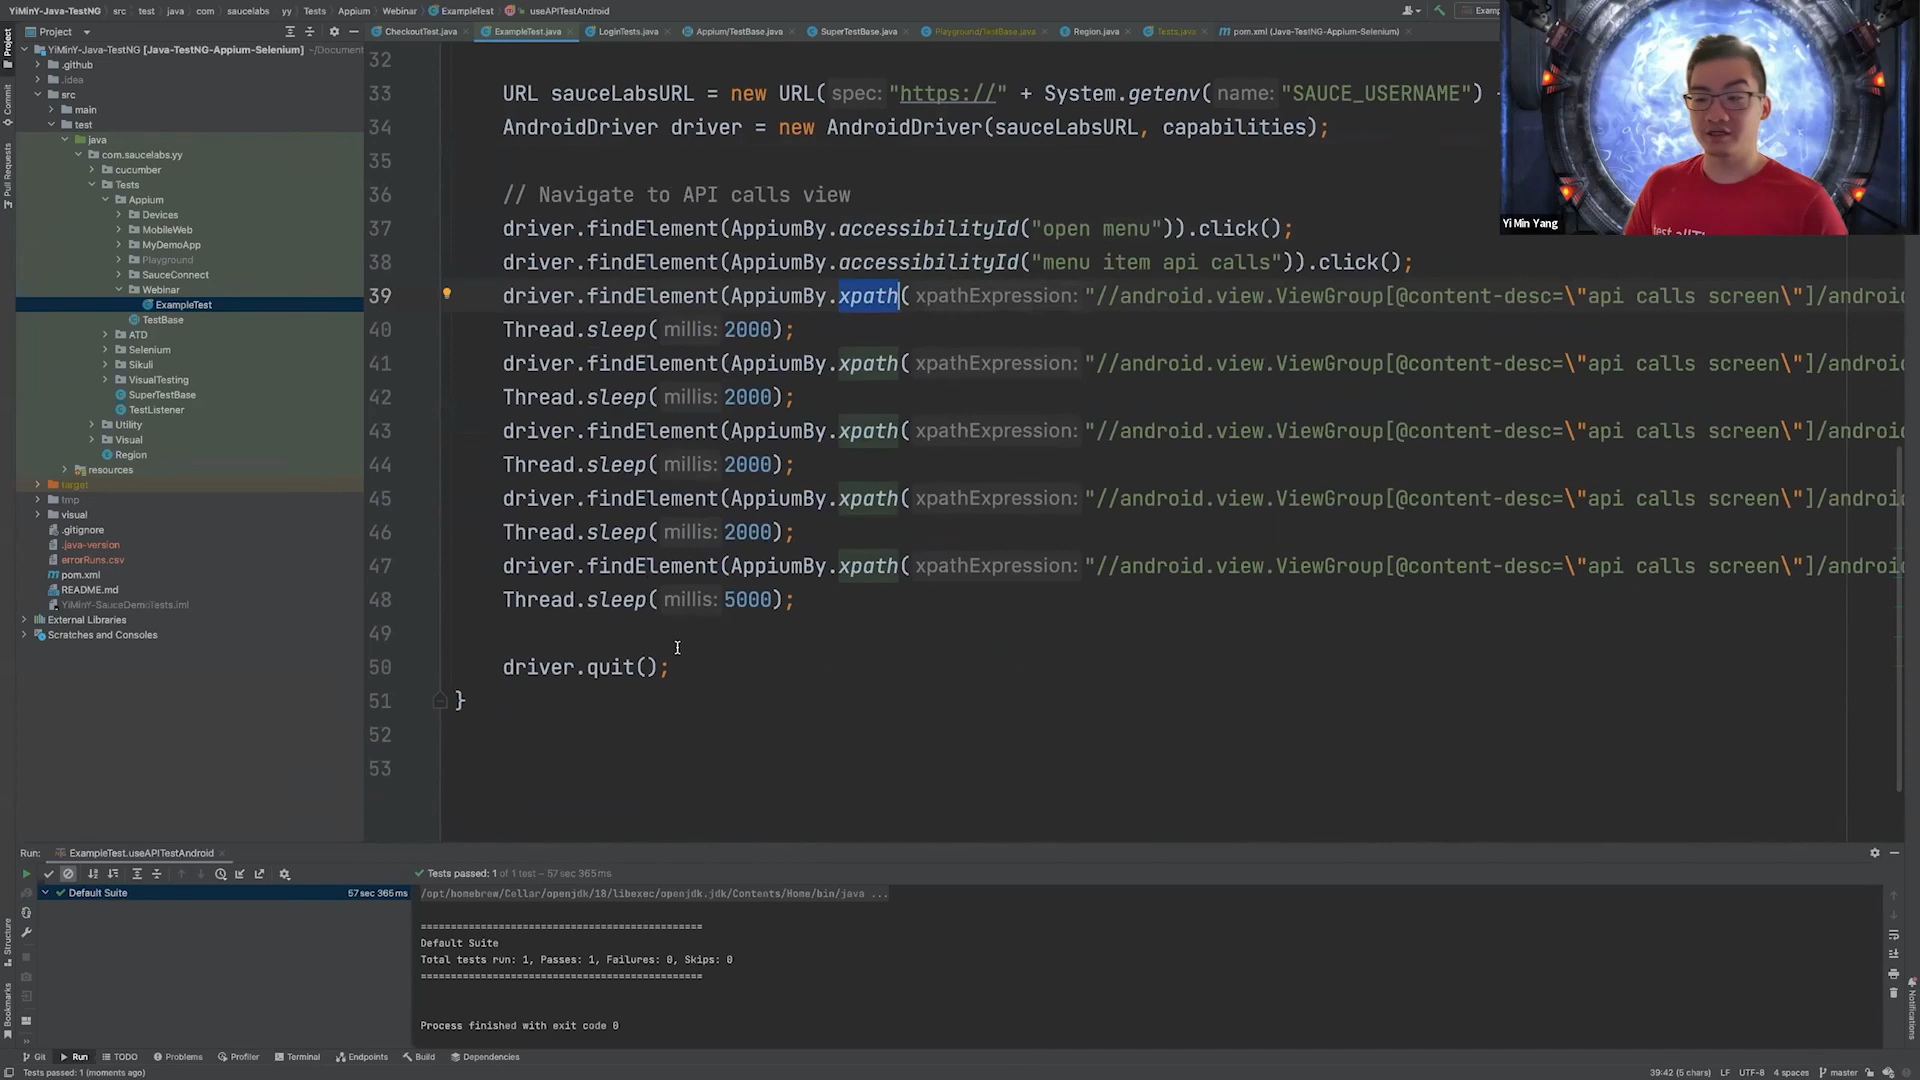 YiMinY-Java-TestNG src test java com saucelabs yy Tests Appium Webinar ExampleTest useAPITestAndroid
Project
CheckoutTest.java ExampleTest.java LoginTests.java Appium/TestBase.java SuperTestBase.java Playground/TestBase.java Region.java Tests.java pom.xml (Java-TestNG-Appium-Selenium)
YiMinY-Java-TestNG [Java-TestNG-Appium-Selenium] ~/Document
.github
.idea
src
main
test
java
com.saucelabs.yy
cucumber
Tests
Appium
Devices
MobileWeb
MyDemoApp
Playground
SauceConnect
Webinar
ExampleTest
TestBase
ATD
Selenium
Sikuli
VisualTesting
SuperTestBase
TestListener
Utility
Visual
Region
resources
target
tmp
visual
.gitignore
.java-version
errorRuns.csv
pom.xml
README.md
YiMinY-SauceDemoTests.iml
External Libraries
Scratches and Consoles
Project
Commit
Pull Requests
32
33 URL sauceLabsURL = new URL( spec: "https://" + System.getenv( name: "SAUCE_USERNAME")
34 AndroidDriver driver = new AndroidDriver(sauceLabsURL, capabilities);
35
36 // Navigate to API calls view
37 driver.findElement(AppiumBy.accessibilityId("open menu")).click();
38 driver.findElement(AppiumBy.accessibilityId("menu item api calls")).click();
39 driver.findElement(AppiumBy.xpath( xpathExpression: "//android.view.ViewGroup[@content-desc=\"api calls screen\"]/androi
40 Thread.sleep( millis: 2000);
41 driver.findElement(AppiumBy.xpath( xpathExpression: "//android.view.ViewGroup[@content-desc=\"api calls screen\"]/androi
42 Thread.sleep( millis: 2000);
43 driver.findElement(AppiumBy.xpath( xpathExpression: "//android.view.ViewGroup[@content-desc=\"api calls screen\"]/androi
44 Thread.sleep( millis: 2000);
45 driver.findElement(AppiumBy.xpath( xpathExpression: "//android.view.ViewGroup[@content-desc=\"api calls screen\"]/androi
46 Thread.sleep( millis: 2000);
47 driver.findElement(AppiumBy.xpath( xpathExpression: "//android.view.ViewGroup[@content-desc=\"api calls screen\"]/androi
48 Thread.sleep( millis: 5000);
49
50 driver.quit();
51 }
52
53
Yi Min Yang
Run: ExampleTest.useAPITestAndroid
Tests passed: 1 of 1 test – 57 sec 365 ms
Default Suite 57 sec 365 ms
/opt/homebrew/Cellar/openjdk/18/libexec/openjdk.jdk/Contents/Home/bin/java ...
===============================================
Default Suite
Total tests run: 1, Passes: 1, Failures: 0, Skips: 0
===============================================
Process finished with exit code 0
Structure
Bookmarks
Notifications
Git Run TODO Problems Profiler Terminal Endpoints Build Dependencies
Tests passed: 1 (moments ago)
39:42 (5 chars) LF UTF-8 4 spaces master